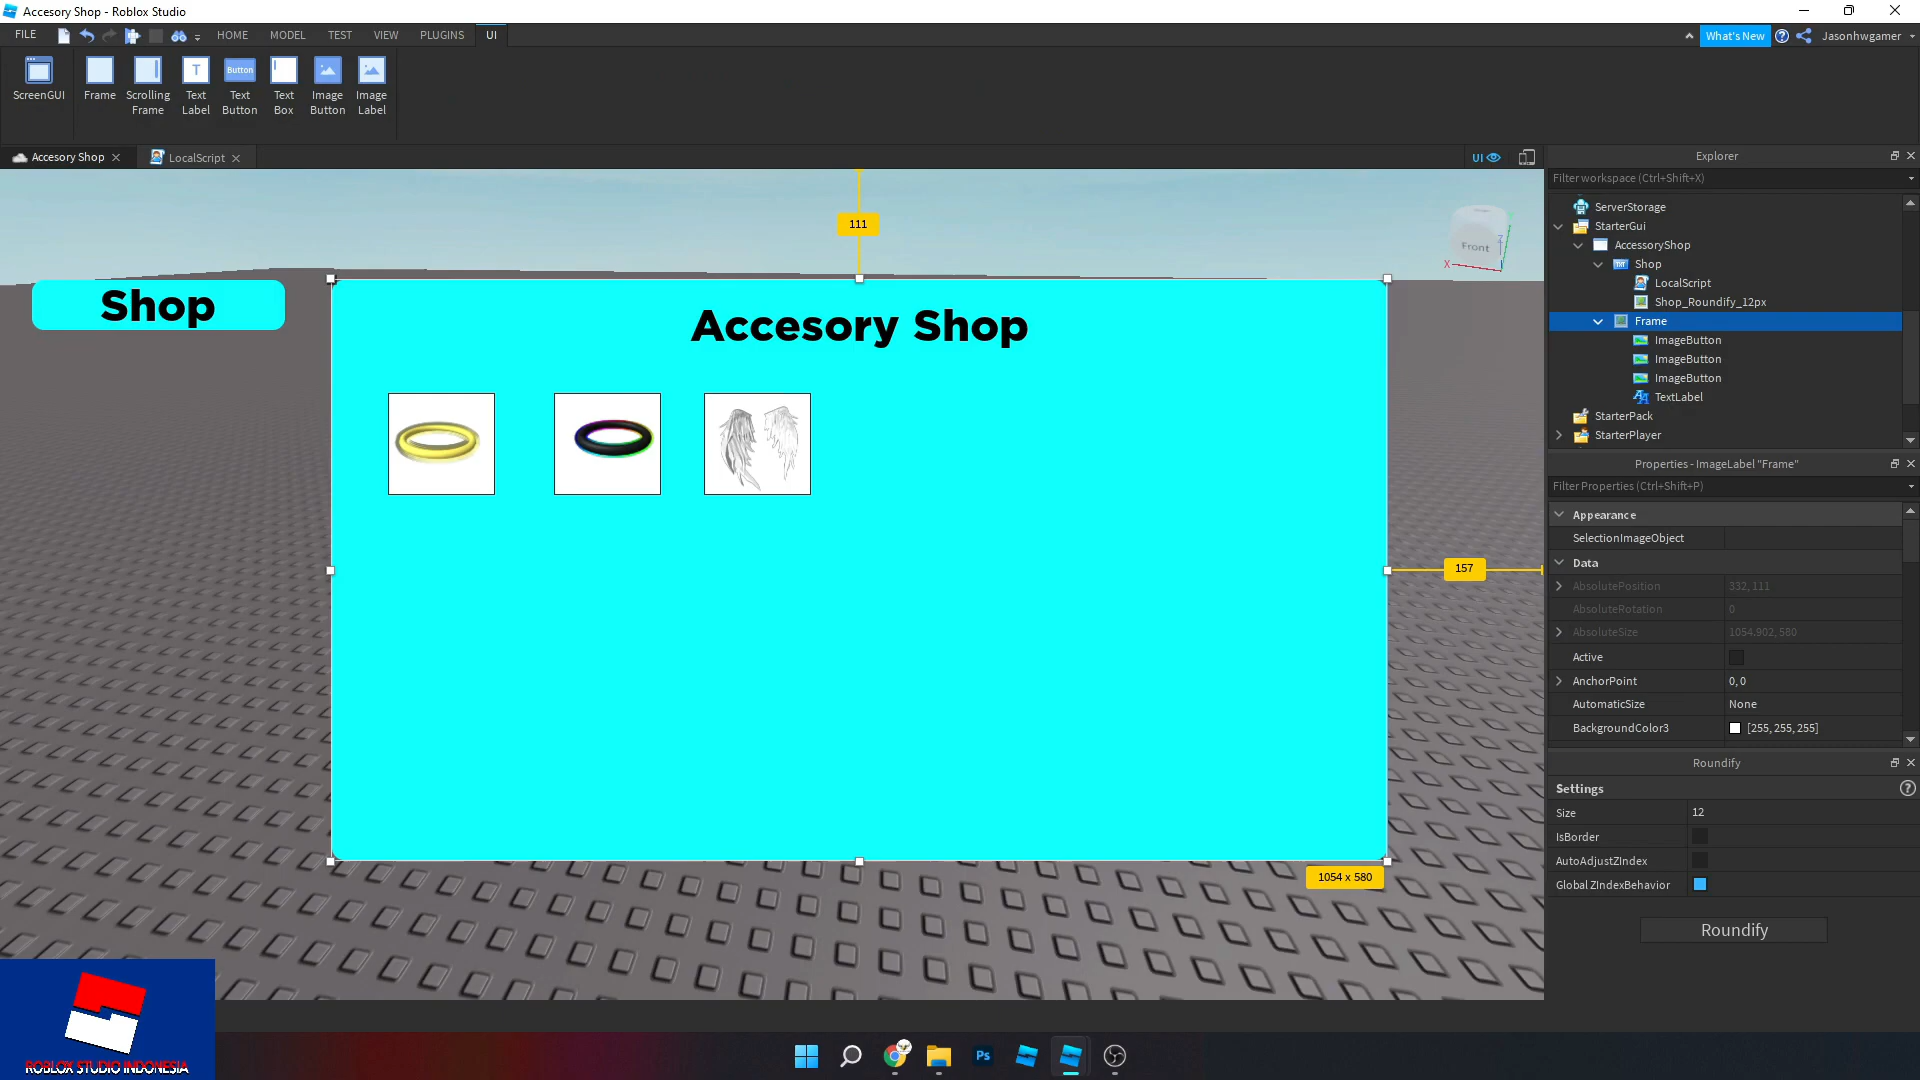 Accesory Shop - Roblox Studio
FILE HOME MODEL TEST VIEW PLUGINS UI What's New Jasonhwgamer
ScreenGUI
Frame
Scrolling
Frame
T
Text
Label
Button
Text
Button
Text
Box
Image
Button
Image
Label
Accesory Shop LocalScript UI
111
Front
X
Z
Shop
Accesory Shop
157
1054 x 580
Explorer
Filter workspace (Ctrl+Shift+X)
ServerStorage
StarterGui
AccessoryShop
Shop
LocalScript
Shop_Roundify_12px
Frame
ImageButton
ImageButton
ImageButton
TextLabel
StarterPack
StarterPlayer
Properties - ImageLabel "Frame"
Filter Properties (Ctrl+Shift+P)
Appearance
SelectionImageObject
Data
AbsolutePosition 332, 111
AbsoluteRotation 0
AbsoluteSize 1054.902, 580
Active
AnchorPoint 0, 0
AutomaticSize None
BackgroundColor3 [255, 255, 255]
Roundify
Settings
Size 12
IsBorder
AutoAdjustZIndex
Global ZIndexBehavior
Roundify
ROBLOX STUDIO INDONESIA
Ps